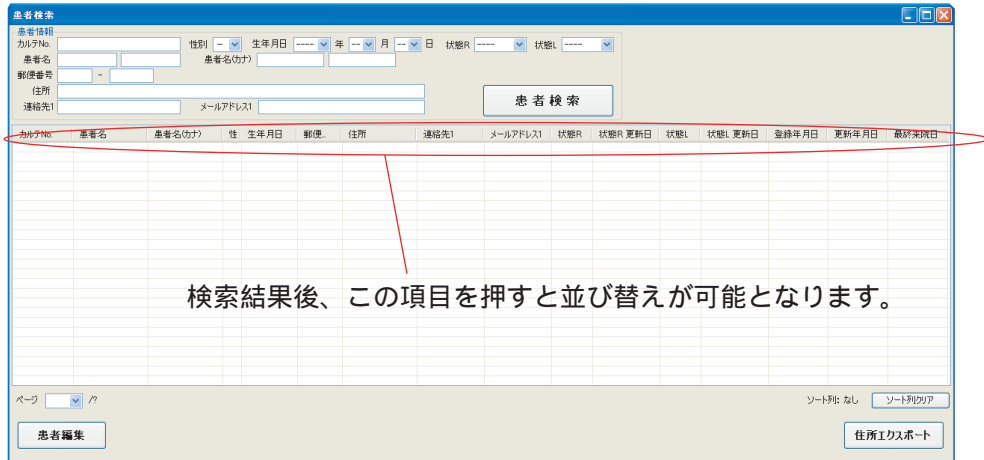 患者検索
患者情報
カルテNo. 性別 - 生年月日 ---- 年 -- 月 -- 日 状態R ---- 状態L ----
患者名 患者名(カナ)
郵便番号 -
住所
連絡先1 メールアドレス1
患者検索
カルテNo. 患者名 患者名(カナ) 性 生年月日 郵便... 住所 連絡先1 メールアドレス1 状態R 状態R 更新日 状態L 状態L 更新日 登録年月日 更新年月日 最終来院日
検索結果後、この項目を押すと並び替えが可能となります。
ページ /? ソート列: なし ソート列クリア
患者編集 住所エクスポート